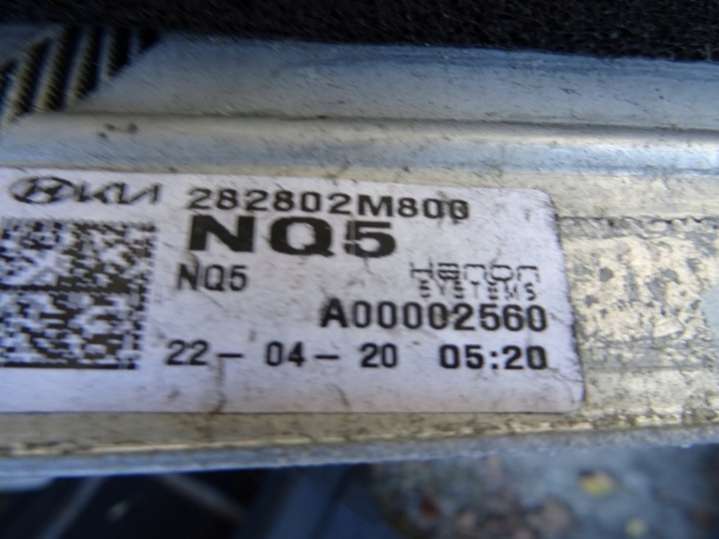 KIA 282802M800
NQ5
NQ5 Hanon
SYSTEMS
A00002560
22-04-20 05:20